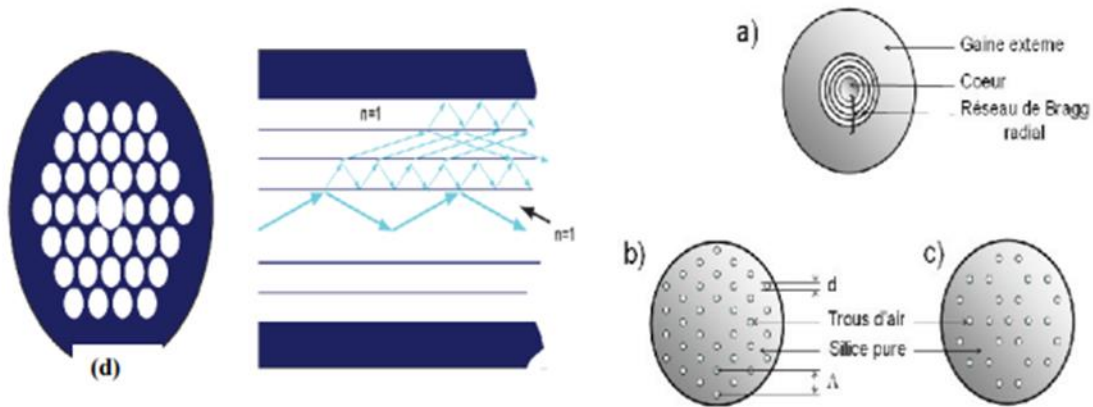 n=1
n=1
(d)
a)
Gaine externe
Coeur
Réseau de Bragg
radial
b)
d
Trous d'air
Silice pure
Λ
c)